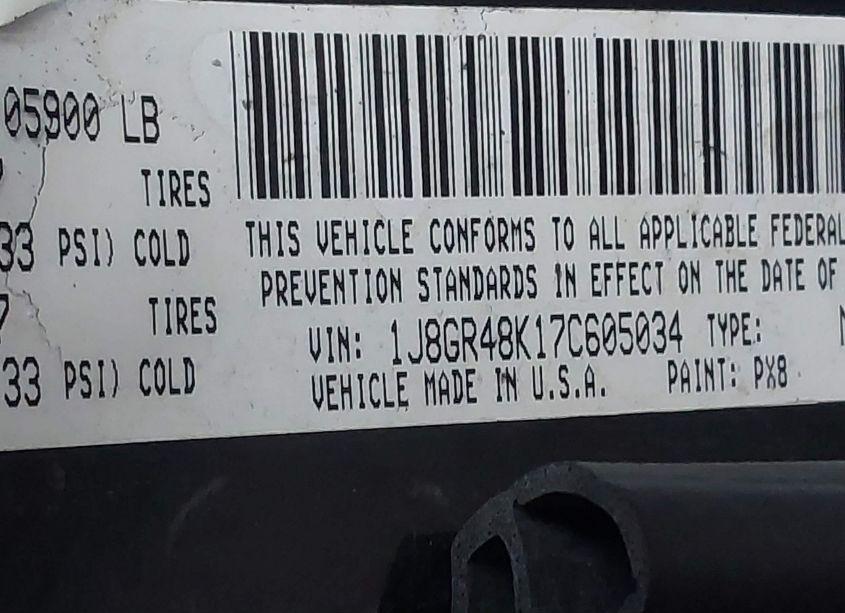 05900 LB
TIRES
33 PSI) COLD
THIS VEHICLE CONFORMS TO ALL APPLICABLE FEDERAL
PREVENTION STANDARDS IN EFFECT ON THE DATE OF
7 TIRES
VIN: 1J8GR48K17C605034 TYPE:
33 PSI) COLD
VEHICLE MADE IN U.S.A. PAINT: PX8